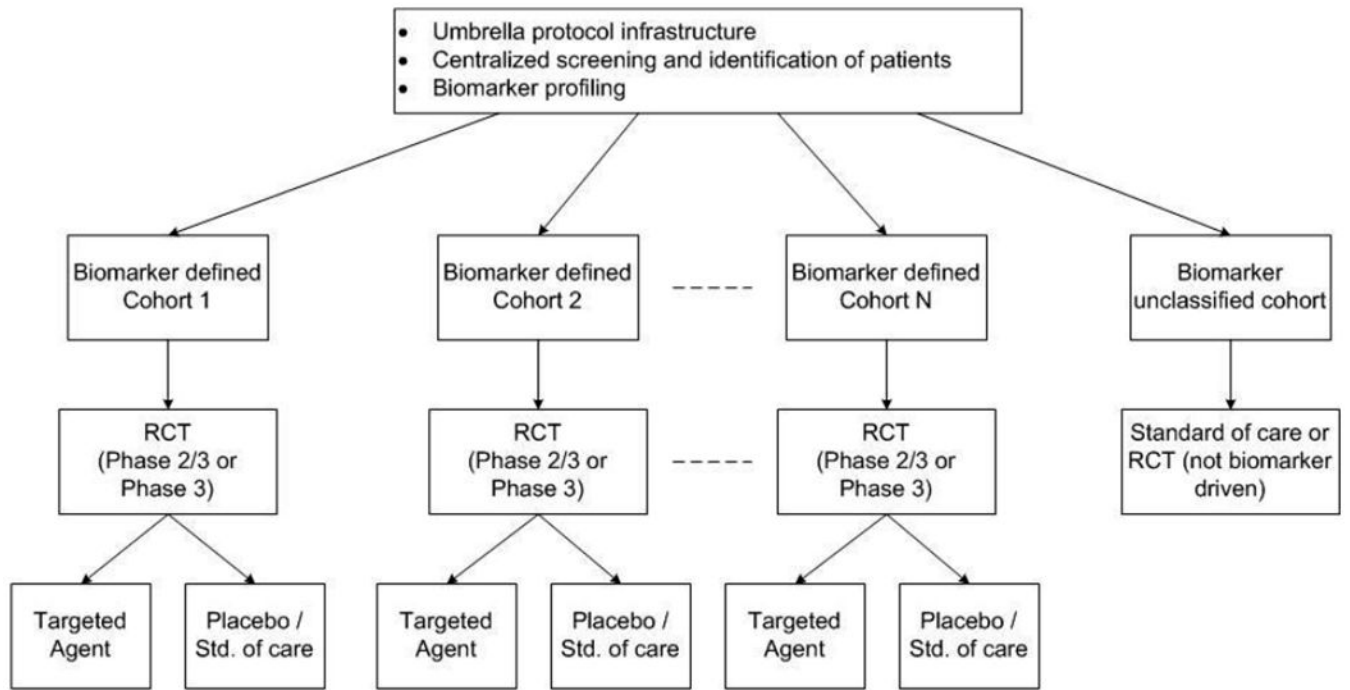 • Umbrella protocol infrastructure
• Centralized screening and identification of patients
• Biomarker profiling
Biomarker defined
Cohort 1
Biomarker defined
Cohort 2
Biomarker defined
Cohort N
Biomarker
unclassified cohort
RCT
(Phase 2/3 or
Phase 3)
RCT
(Phase 2/3 or
Phase 3)
RCT
(Phase 2/3 or
Phase 3)
Standard of care or
RCT (not biomarker
driven)
Targeted
Agent
Placebo /
Std. of care
Targeted
Agent
Placebo /
Std. of care
Targeted
Agent
Placebo /
Std. of care